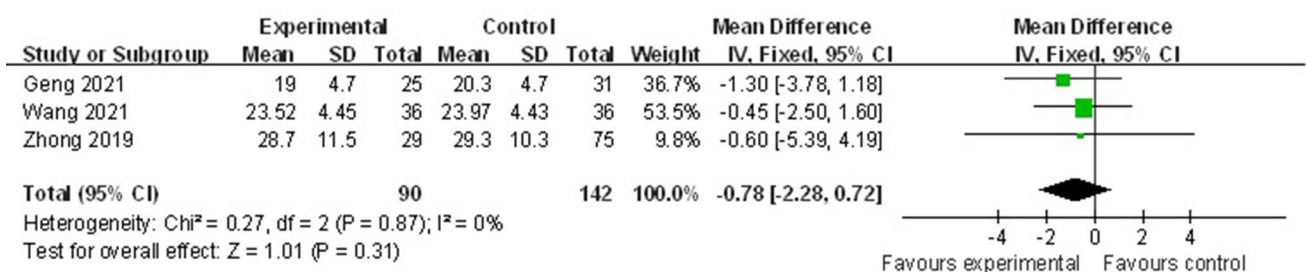 Experimental Control Mean Difference Mean Difference
Study or Subgroup Mean SD Total Mean SD Total Weight IV, Fixed, 95% CI IV, Fixed, 95% CI
Geng 2021 19 4.7 25 20.3 4.7 31 36.7% -1.30 [-3.78, 1.18]
Wang 2021 23.52 4.45 36 23.97 4.43 36 53.5% -0.45 [-2.50, 1.60]
Zhong 2019 28.7 11.5 29 29.3 10.3 75 9.8% -0.60 [-5.39, 4.19]
Total (95% CI) 90 142 100.0% -0.78 [-2.28, 0.72]
Heterogeneity: Chi² = 0.27, df = 2 (P = 0.87); I² = 0%
Test for overall effect: Z = 1.01 (P = 0.31)
-4 -2 0 2 4
Favours experimental Favours control